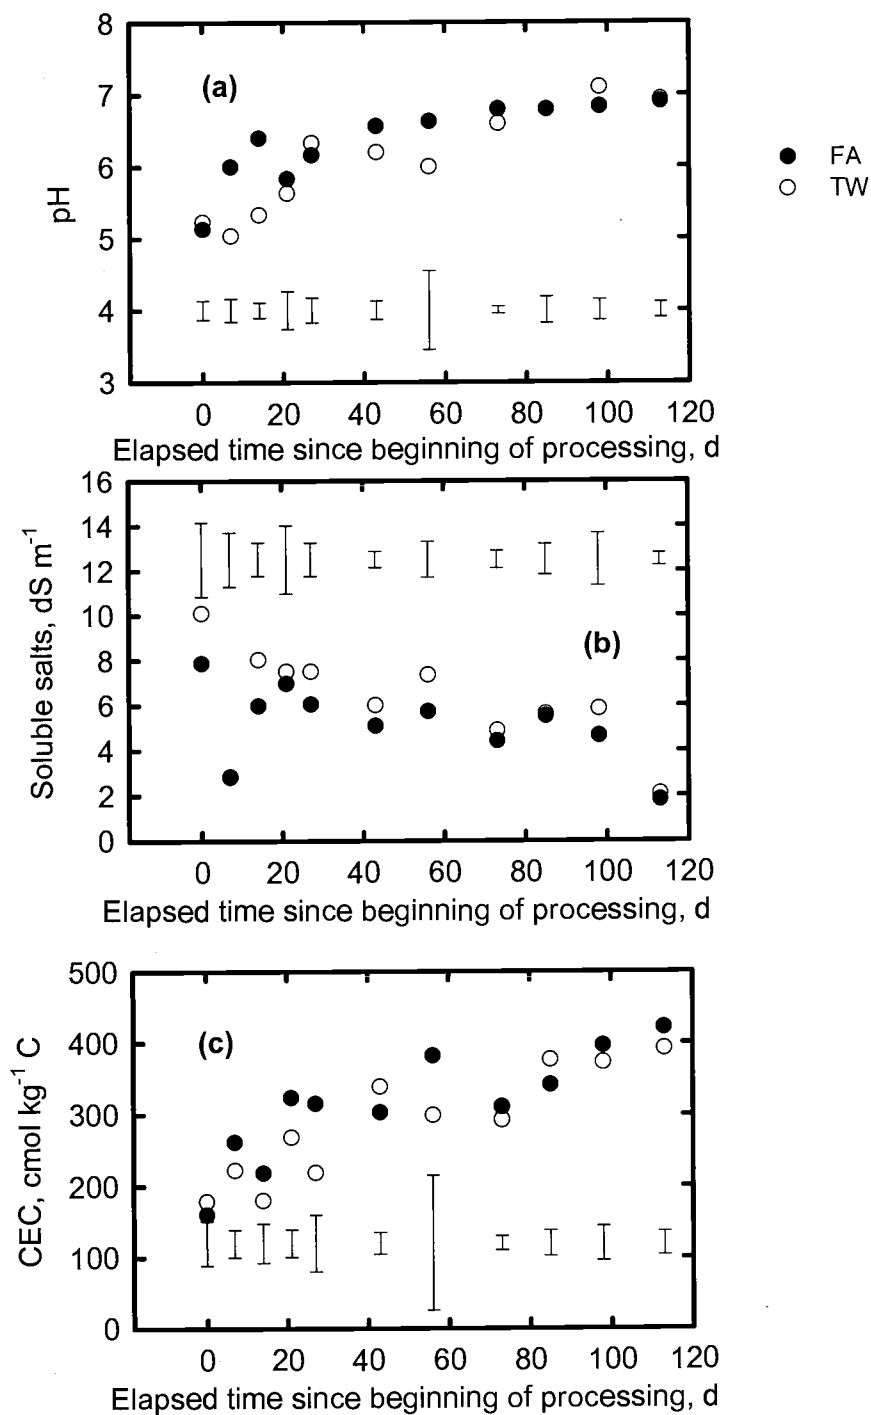 8
(a)
7
FA
6
TW
pH
5
4
3
0 20 40 60 80 100 120
Elapsed time since beginning of processing, d
16
14
12
10
(b)
8
6
4
2
0
Soluble salts, dS m⁻¹
0 20 40 60 80 100 120
Elapsed time since beginning of processing, d
500
(c)
400
300
200
100
0
CEC, cmol kg⁻¹ C
0 20 40 60 80 100 120
Elapsed time since beginning of processing, d